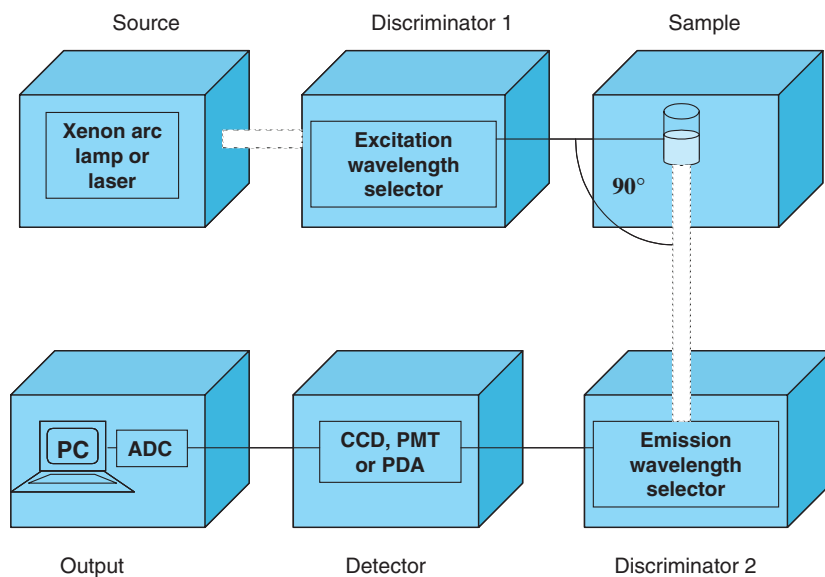 Source
Discriminator 1
Sample
Xenon arc
lamp or
laser
Excitation
wavelength
selector
90°
PC
ADC
CCD, PMT
or PDA
Emission
wavelength
selector
Output
Detector
Discriminator 2